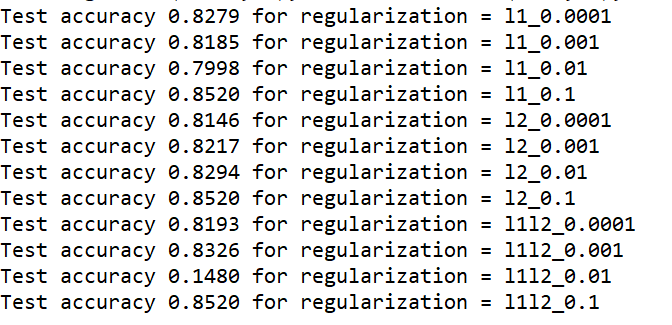 Test accuracy 0.8279 for regularization = l1_0.0001
Test accuracy 0.8185 for regularization = l1_0.001
Test accuracy 0.7998 for regularization = l1_0.01
Test accuracy 0.8520 for regularization = l1_0.1
Test accuracy 0.8146 for regularization = l2_0.0001
Test accuracy 0.8217 for regularization = l2_0.001
Test accuracy 0.8294 for regularization = l2_0.01
Test accuracy 0.8520 for regularization = l2_0.1
Test accuracy 0.8193 for regularization = l1l2_0.0001
Test accuracy 0.8326 for regularization = l1l2_0.001
Test accuracy 0.1480 for regularization = l1l2_0.01
Test accuracy 0.8520 for regularization = l1l2_0.1